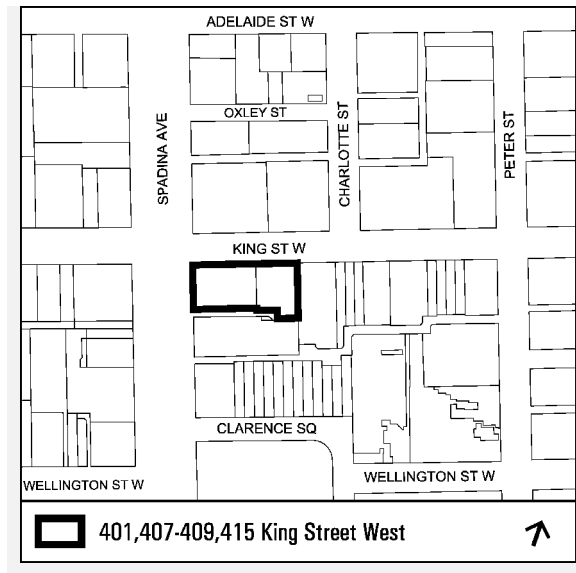 ADELAIDE ST W
OXLEY ST
SPADINA AVE
CHARLOTTE ST
PETER ST
KING ST W
CLARENCE SQ
WELLINGTON ST W
WELLINGTON ST W
401,407-409,415 King Street West